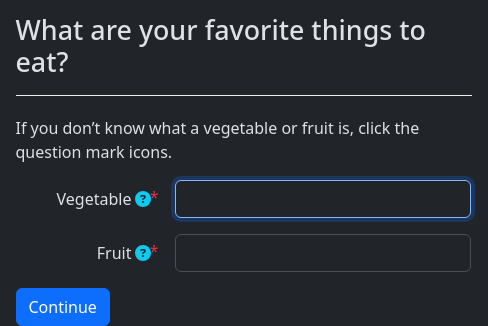 What are your favorite things to
eat?
If you don’t know what a vegetable or fruit is, click the
question mark icons.
Vegetable ?*
Fruit ?*
Continue